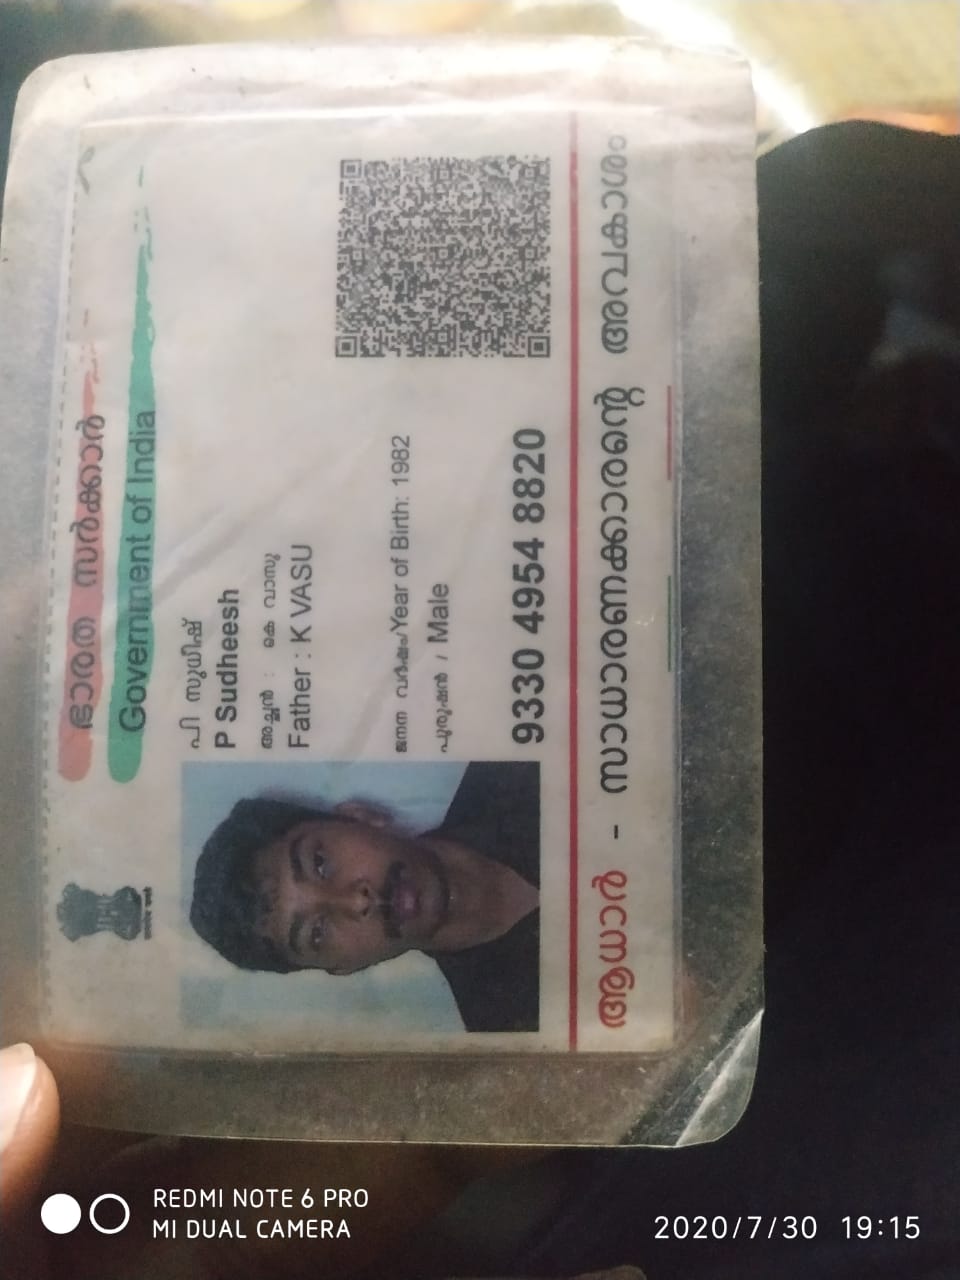 ഭാരത സർക്കാർ
Government of India
പി സുധീഷ്
P Sudheesh
അച്ഛൻ : കെ വാസു
Father : K VASU
ജനന വർഷം/Year of Birth: 1982
പുരുഷൻ / Male
9330 4954 8820
ആധാർ - സാധാരണക്കാരന്റെ അവകാശം
REDMI NOTE 6 PRO
MI DUAL CAMERA
2020/7/30 19:15